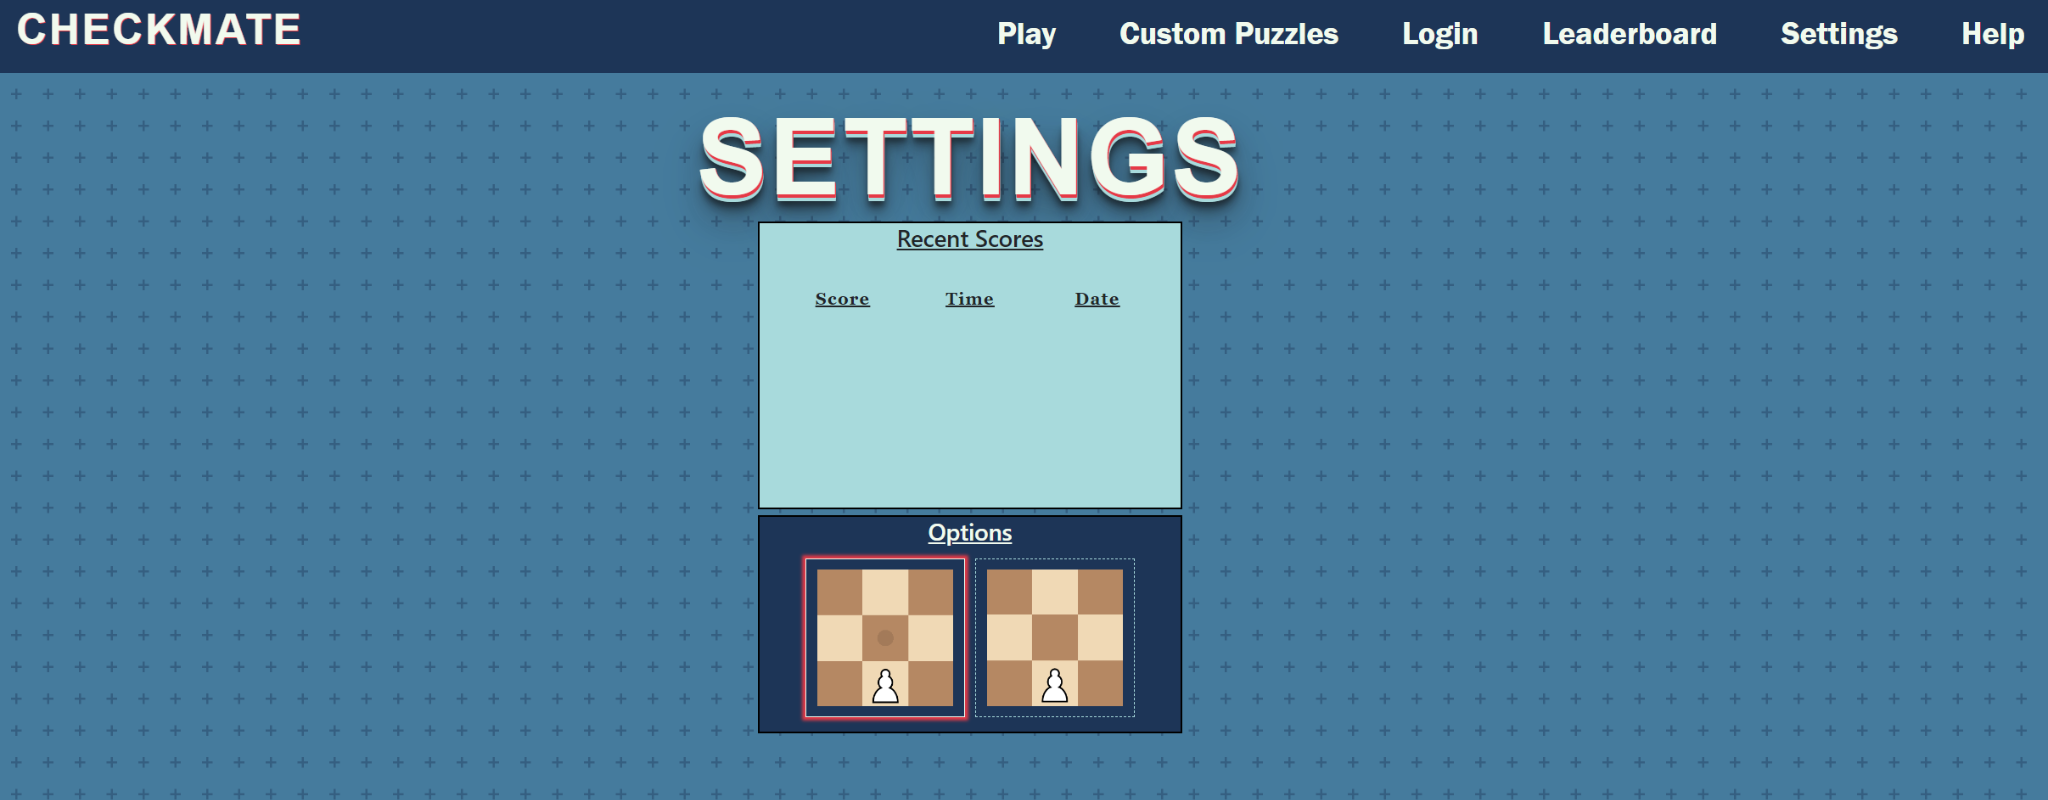 CHECKMATE Play Custom Puzzles Login Leaderboard Settings Help
SETTINGS
Recent Scores
Score Time Date
Options